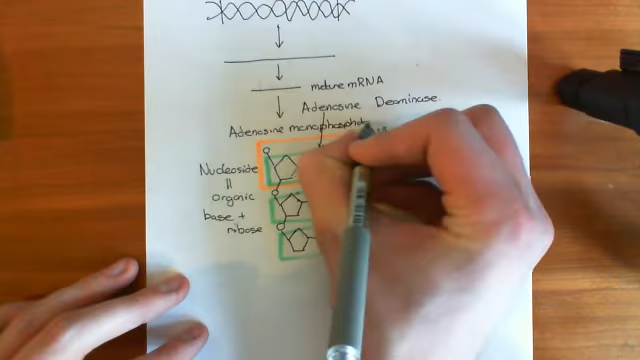 mature mRNA
Adenosine Deaminase.
Adenosine monophosphate
Nucleoside
=
organic
base +
ribose